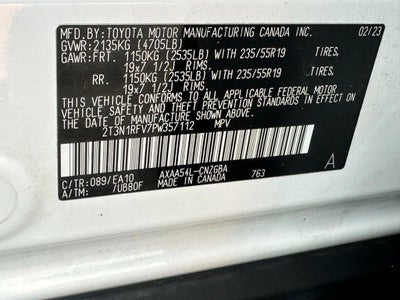 MFD.BY: TOYOTA MOTOR MANUFACTURING CANADA INC. 02/23
GVWR: 2135KG (4705LB)
GAWR: FRT. 1150KG (2535LB) WITH 235/55R19 TIRES,
19x7 1/2J RIMS.
RR. 1150KG (2535LB) WITH 235/55R19 TIRES,
19x7 1/2J RIMS.
THIS VEHICLE CONFORMS TO ALL APPLICABLE FEDERAL MOTOR
VEHICLE SAFETY AND THEFT PREVENTION STANDARDS IN
EFFECT ON THE DATE OF MANUFACTURE SHOWN ABOVE.
2T3N1RFV7PW357112 MPV
C/TR: 089/EA10 AXAA54L-CNZGBA A
A/TM: /UB80F MADE IN CANADA 763